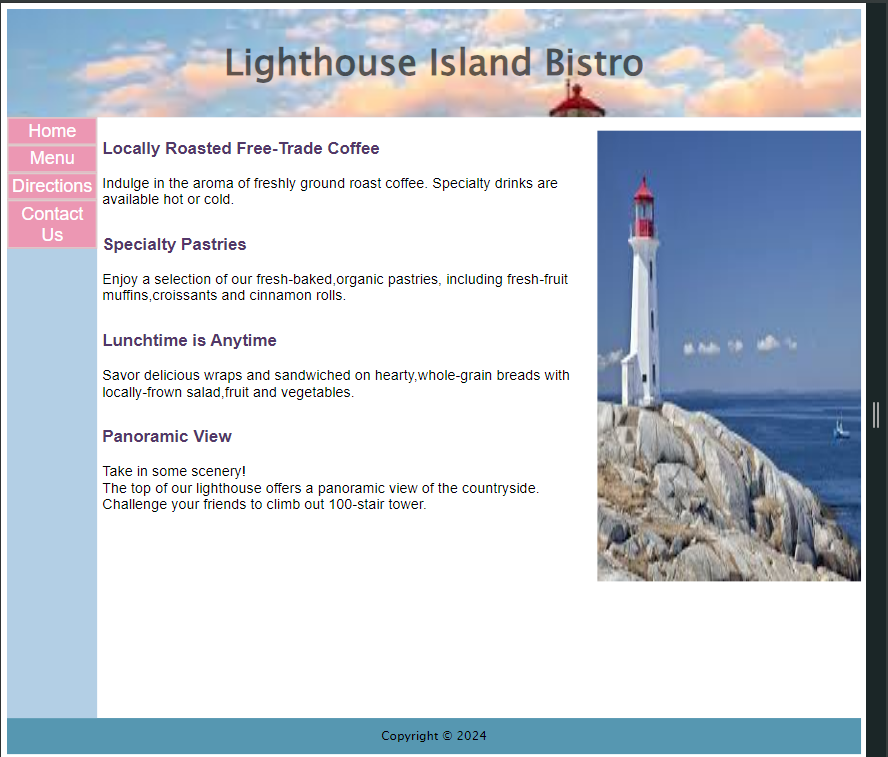 Lighthouse Island Bistro
Home
Menu
Directions
Contact
Us
Locally Roasted Free-Trade Coffee
Indulge in the aroma of freshly ground roast coffee. Specialty drinks are
available hot or cold.
Specialty Pastries
Enjoy a selection of our fresh-baked,organic pastries, including fresh-fruit
muffins,croissants and cinnamon rolls.
Lunchtime is Anytime
Savor delicious wraps and sandwiched on hearty,whole-grain breads with
locally-frown salad,fruit and vegetables.
Panoramic View
Take in some scenery!
The top of our lighthouse offers a panoramic view of the countryside.
Challenge your friends to climb out 100-stair tower.
Copyright © 2024